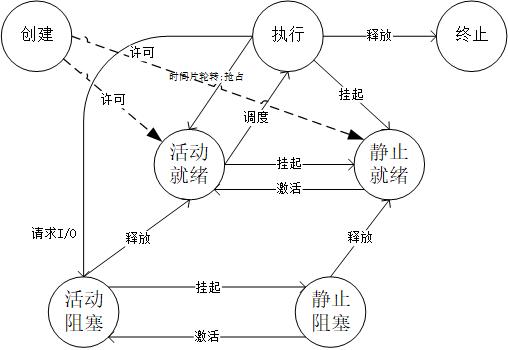 创建
执行
释放
终止
许可
时间片轮转;抢占
挂起
许可
调度
活动
就绪
挂起
激活
静止
就绪
请求I/O
释放
释放
活动
阻塞
挂起
激活
静止
阻塞